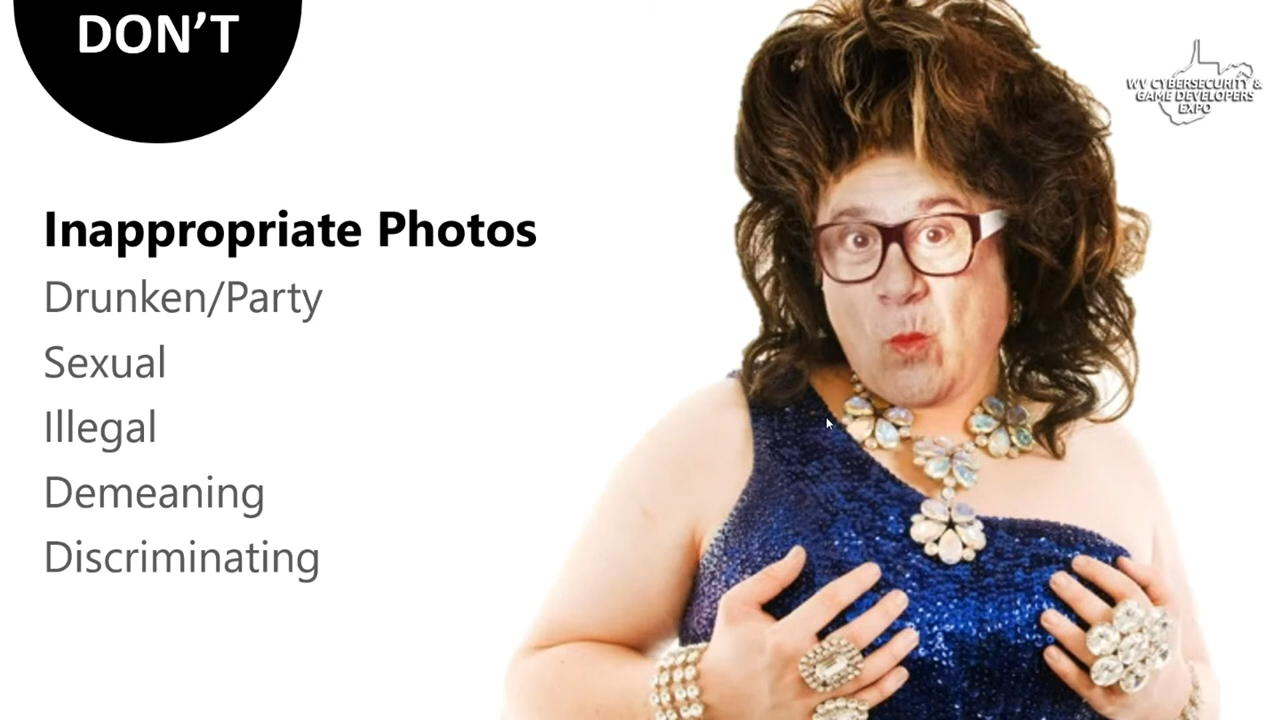 DON’T
WV CYBERSECURITY &
GAME DEVELOPERS
EXPO
Inappropriate Photos
Drunken/Party
Sexual
Illegal
Demeaning
Discriminating